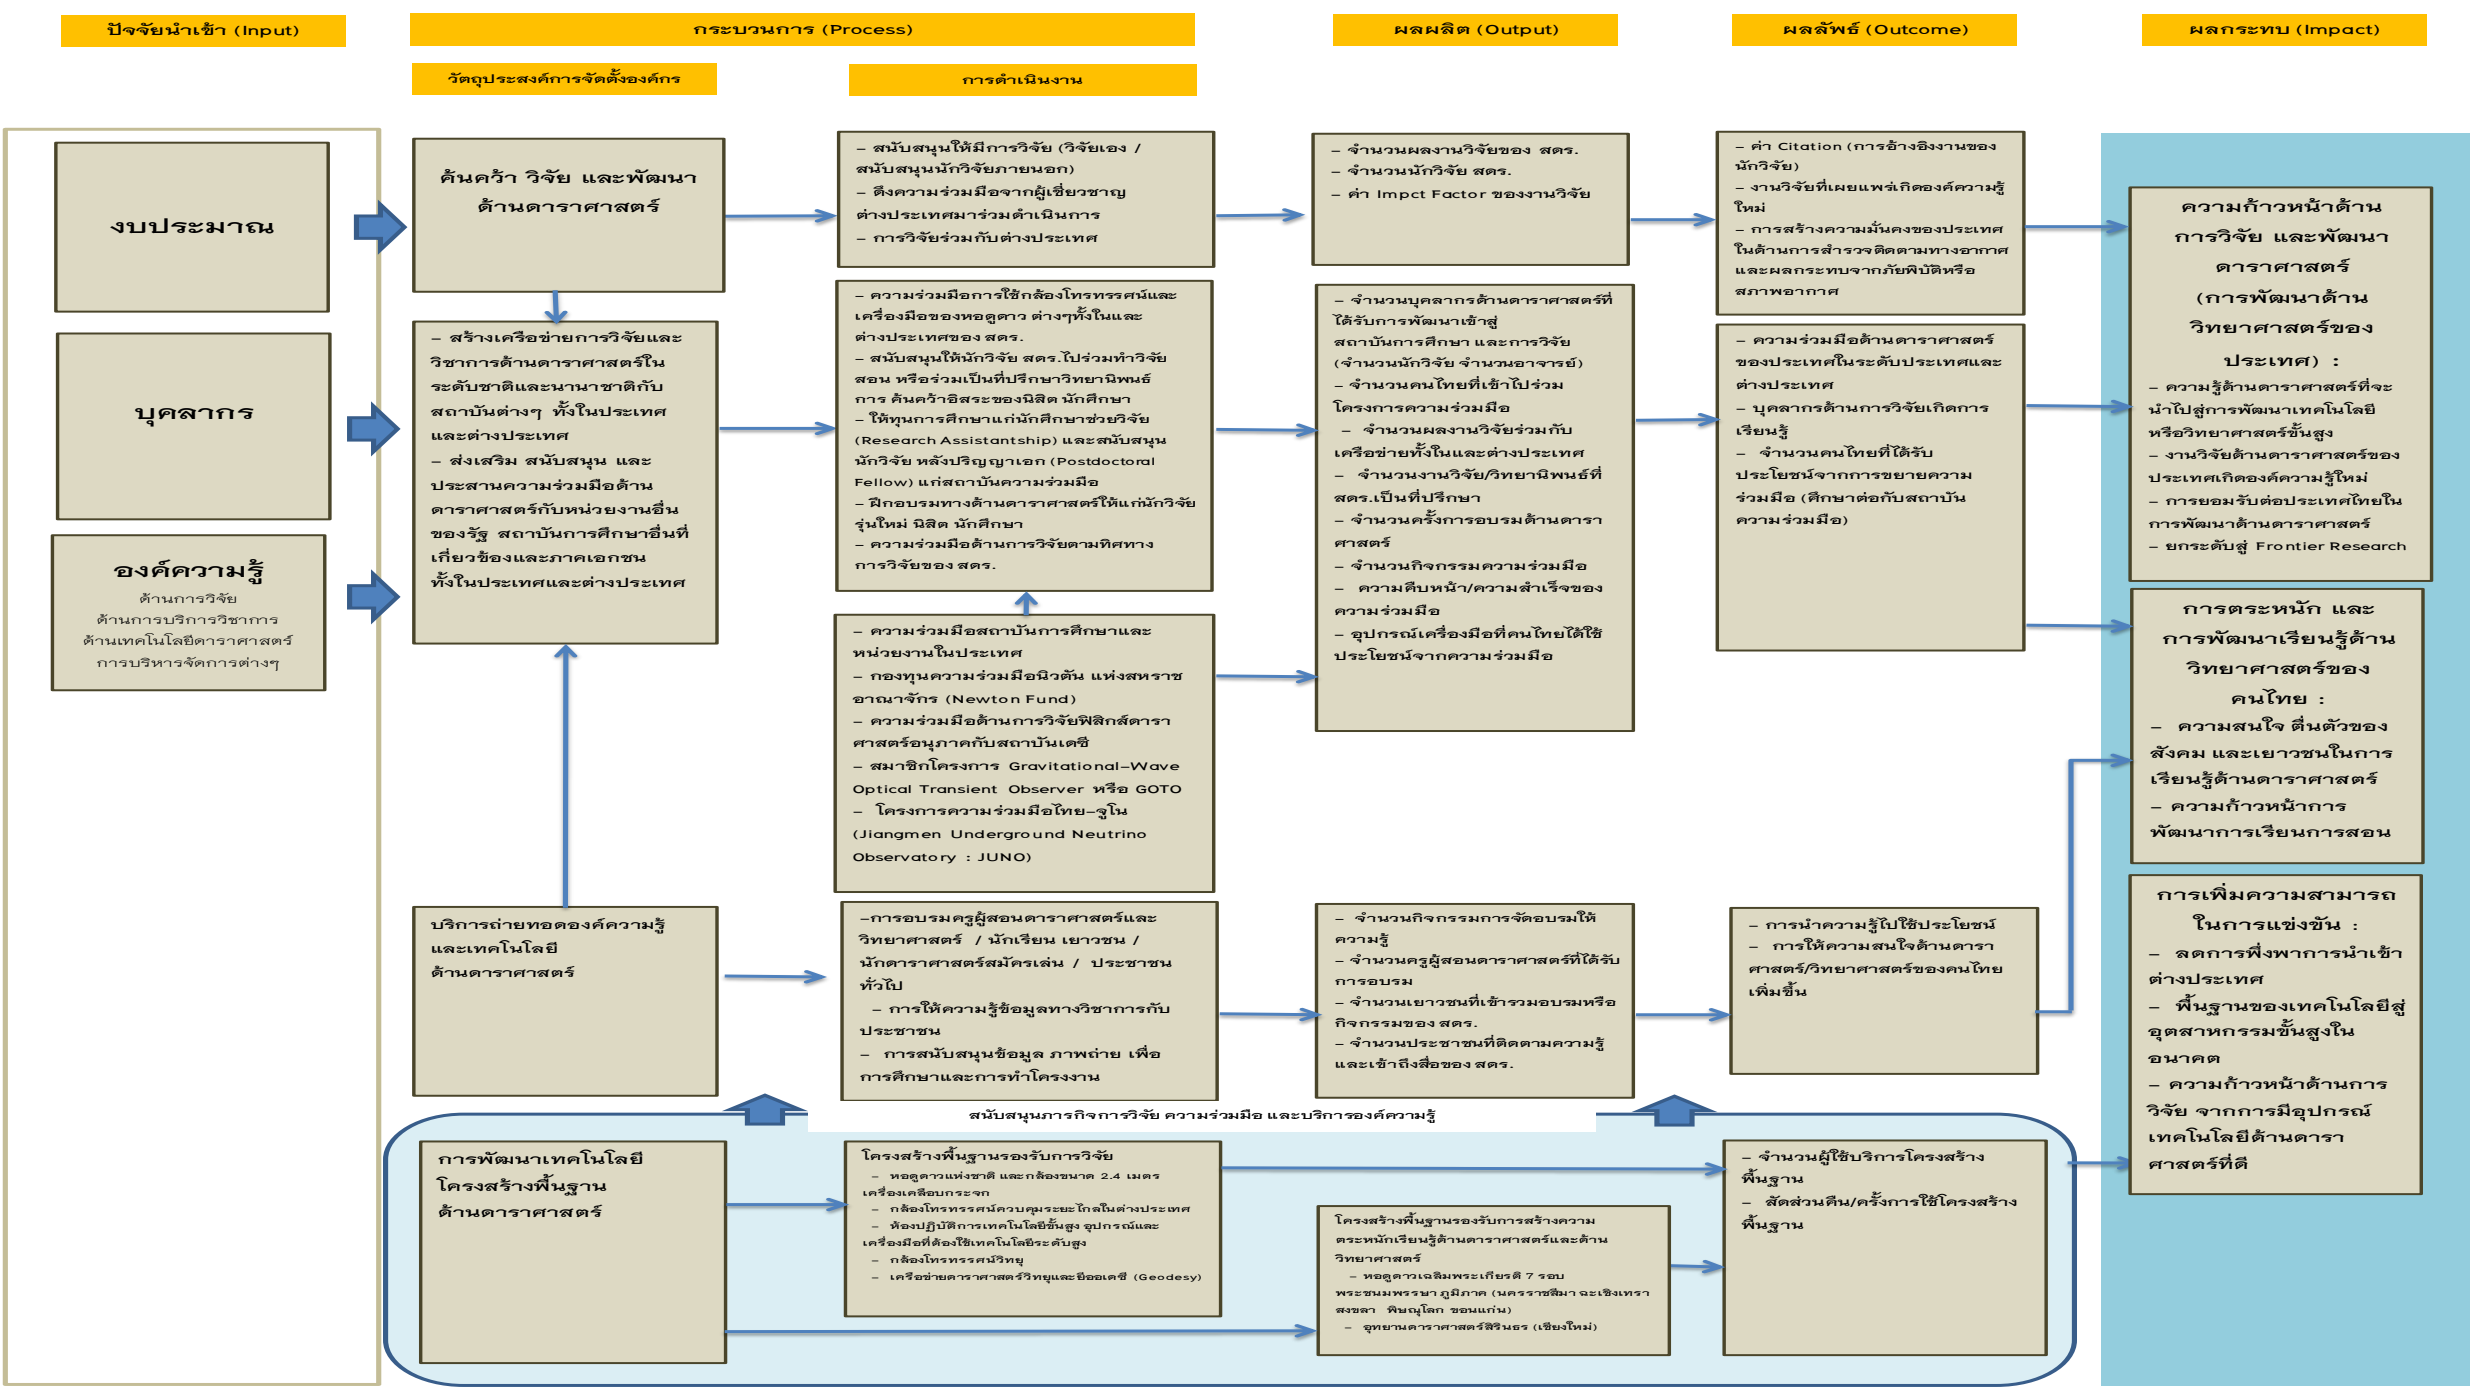 ปัจจัยนำเข้า (Input)
กระบวนการ (Process)
ผลผลิต (Output)
ผลลัพธ์ (Outcome)
ผลกระทบ (Impact)
วัตถุประสงค์การจัดตั้งองค์กร
การดำเนินงาน
งบประมาณ
บุคลากร
องค์ความรู้
ด้านการวิจัย
ด้านการบริการวิชาการ
ด้านเทคโนโลยีดาราศาสตร์
การบริหารจัดการต่างๆ
ค้นคว้า วิจัย และพัฒนา
ด้านดาราศาสตร์
– สร้างเครือข่ายการวิจัยและ
วิชาการด้านดาราศาสตร์ใน
ระดับชาติและนานาชาติกับ
สถาบันต่างๆ ทั้งในประเทศ
และต่างประเทศ
– ส่งเสริม สนับสนุน และ
ประสานความร่วมมือด้าน
ดาราศาสตร์กับหน่วยงานอื่น
ของรัฐ สถาบันการศึกษาอื่นที่
เกี่ยวข้องและภาคเอกชน
ทั้งในประเทศและต่างประเทศ
บริการถ่ายทอดองค์ความรู้
และเทคโนโลยี
ด้านดาราศาสตร์
– สนับสนุนให้มีการวิจัย (วิจัยเอง /
สนับสนุนนักวิจัยภายนอก)
– ดึงความร่วมมือจากผู้เชี่ยวชาญ
ต่างประเทศมาร่วมดำเนินการ
– การวิจัยร่วมกับต่างประเทศ
– ความร่วมมือการใช้กล้องโทรทรรศน์และ
เครื่องมือของหอดูดาว ต่างๆทั้งในและ
ต่างประเทศของ สดร.
– สนับสนุนให้นักวิจัย สดร.ไปร่วมทำวิจัย
สอน หรือร่วมเป็นที่ปรึกษาวิทยานิพนธ์
การ ค้นคว้าอิสระของนิสิต นักศึกษา
– ให้ทุนการศึกษาแก่นักศึกษาช่วยวิจัย
(Research Assistantship) และสนับสนุน
นักวิจัย หลังปริญญาเอก (Postdoctoral
Fellow) แก่สถาบันความร่วมมือ
– ฝึกอบรมทางด้านดาราศาสตร์ให้แก่นักวิจัย
รุ่นใหม่ นิสิต นักศึกษา
– ความร่วมมือด้านการวิจัยตามทิศทาง
การวิจัยของ สดร.
– ความร่วมมือสถาบันการศึกษาและ
หน่วยงานในประเทศ
– กองทุนความร่วมมือนิวตัน แห่งสหราช
อาณาจักร (Newton Fund)
– ความร่วมมือด้านการวิจัยฟิสิกส์ดารา
ศาสตร์อนุภาคกับสถาบันเดซี
– สมาชิกโครงการ Gravitational–Wave
Optical Transient Observer หรือ GOTO
– โครงการความร่วมมือไทย–จูโน
(Jiangmen Underground Neutrino
Observatory : JUNO)
–การอบรมครูผู้สอนดาราศาสตร์และ
วิทยาศาสตร์ / นักเรียน เยาวชน /
นักดาราศาสตร์สมัครเล่น / ประชาชน
ทั่วไป
– การให้ความรู้ข้อมูลทางวิชาการกับ
ประชาชน
– การสนับสนุนข้อมูล ภาพถ่าย เพื่อ
การศึกษาและการทำโครงงาน
– จำนวนผลงานวิจัยของ สดร.
– จำนวนนักวิจัย สดร.
– ค่า Impct Factor ของงานวิจัย
– จำนวนบุคลากรด้านดาราศาสตร์ที่
ได้รับการพัฒนาเข้าสู่
สถาบันการศึกษา และการวิจัย
(จำนวนนักวิจัย จำนวนอาจารย์)
– จำนวนคนไทยที่เข้าไปร่วม
โครงการความร่วมมือ
– จำนวนผลงานวิจัยร่วมกับ
เครือข่ายทั้งในและต่างประเทศ
– จำนวนงานวิจัย/วิทยานิพนธ์ที่
สดร.เป็นที่ปรึกษา
– จำนวนครั้งการอบรมด้านดารา
ศาสตร์
– จำนวนกิจกรรมความร่วมมือ
– ความคืบหน้า/ความสำเร็จของ
ความร่วมมือ
– อุปกรณ์เครื่องมือที่คนไทยได้ใช้
ประโยชน์จากความร่วมมือ
– จำนวนกิจกรรมการจัดอบรมให้
ความรู้
– จำนวนครูผู้สอนดาราศาสตร์ที่ได้รับ
การอบรม
– จำนวนเยาวชนที่เข้ารวมอบรมหรือ
กิจกรรมของ สดร.
– จำนวนประชาชนที่ติดตามความรู้
และเข้าถึงสื่อของ สดร.
– ค่า Citation (การอ้างอิงงานของ
นักวิจัย)
– งานวิจัยที่เผยแพร่เกิดองค์ความรู้
ใหม่
– การสร้างความมั่นคงของประเทศ
ในด้านการสำรวจติดตามทางอากาศ
และผลกระทบจากภัยพิบัติหรือ
สภาพอากาศ
– ความร่วมมือด้านดาราศาสตร์
ของประเทศในระดับประเทศและ
ต่างประเทศ
– บุคลากรด้านการวิจัยเกิดการ
เรียนรู้
– จำนวนคนไทยที่ได้รับ
ประโยชน์จากการขยายความ
ร่วมมือ (ศึกษาต่อกับสถาบัน
ความร่วมมือ)
– การนำความรู้ไปใช้ประโยชน์
– การให้ความสนใจด้านดารา
ศาสตร์/วิทยาศาสตร์ของคนไทย
เพิ่มขึ้น
ความก้าวหน้าด้าน
การวิจัย และพัฒนา
ดาราศาสตร์
(การพัฒนาด้าน
วิทยาศาสตร์ของ
ประเทศ) :
– ความรู้ด้านดาราศาสตร์ที่จะ
นำไปสู่การพัฒนาเทคโนโลยี
หรือวิทยาศาสตร์ขั้นสูง
– งานวิจัยด้านดาราศาสตร์ของ
ประเทศเกิดองค์ความรู้ใหม่
– การยอมรับต่อประเทศไทยใน
การพัฒนาด้านดาราศาสตร์
– ยกระดับสู่ Frontier Research
การตระหนัก และ
การพัฒนาเรียนรู้ด้าน
วิทยาศาสตร์ของ
คนไทย :
– ความสนใจ ตื่นตัวของ
สังคม และเยาวชนในการ
เรียนรู้ด้านดาราศาสตร์
– ความก้าวหน้าการ
พัฒนาการเรียนการสอน
การเพิ่มความสามารถ
ในการแข่งขัน :
– ลดการพึ่งพาการนำเข้า
ต่างประเทศ
– พื้นฐานของเทคโนโลยีสู่
อุตสาหกรรมขั้นสูงใน
อนาคต
– ความก้าวหน้าด้านการ
วิจัย จากการมีอุปกรณ์
เทคโนโลยีด้านดารา
ศาสตร์ที่ดี
สนับสนุนภารกิจการวิจัย ความร่วมมือ และบริการองค์ความรู้
การพัฒนาเทคโนโลยี
โครงสร้างพื้นฐาน
ด้านดาราศาสตร์
โครงสร้างพื้นฐานรองรับการวิจัย
– หอดูดาวแห่งชาติ และกล้องขนาด 2.4 เมตร
เครื่องเคลือบกระจก
– กล้องโทรทรรศน์ควบคุมระยะไกลในต่างประเทศ
– ห้องปฏิบัติการเทคโนโลยีขั้นสูง อุปกรณ์และ
เครื่องมือที่ต้องใช้เทคโนโลยีระดับสูง
– กล้องโทรทรรศน์วิทยุ
– เครือข่ายดาราศาสตร์วิทยุและยีออเดซี (Geodesy)
โครงสร้างพื้นฐานรองรับการสร้างความ
ตระหนักเรียนรู้ด้านดาราศาสตร์และด้าน
วิทยาศาสตร์
– หอดูดาวเฉลิมพระเกียรติ 7 รอบ
พระชนมพรรษา ภูมิภาค (นครราชสีมา ฉะเชิงเทรา
สงขลา พิษณุโลก ขอนแก่น)
– อุทยานดาราศาสตร์สิรินธร (เชียงใหม่)
– จำนวนผู้ใช้บริการโครงสร้าง
พื้นฐาน
– สัดส่วนคืน/ครั้งการใช้โครงสร้าง
พื้นฐาน